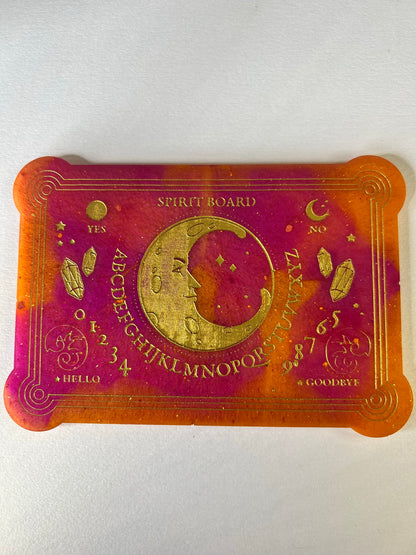 SPIRIT BOARD
YES
NO
ABCDEFGHIJKLMNOPQRSTUVWXYZ
0 1 2 3 4
5 6 7 8 9
HELLO
GOODBYE